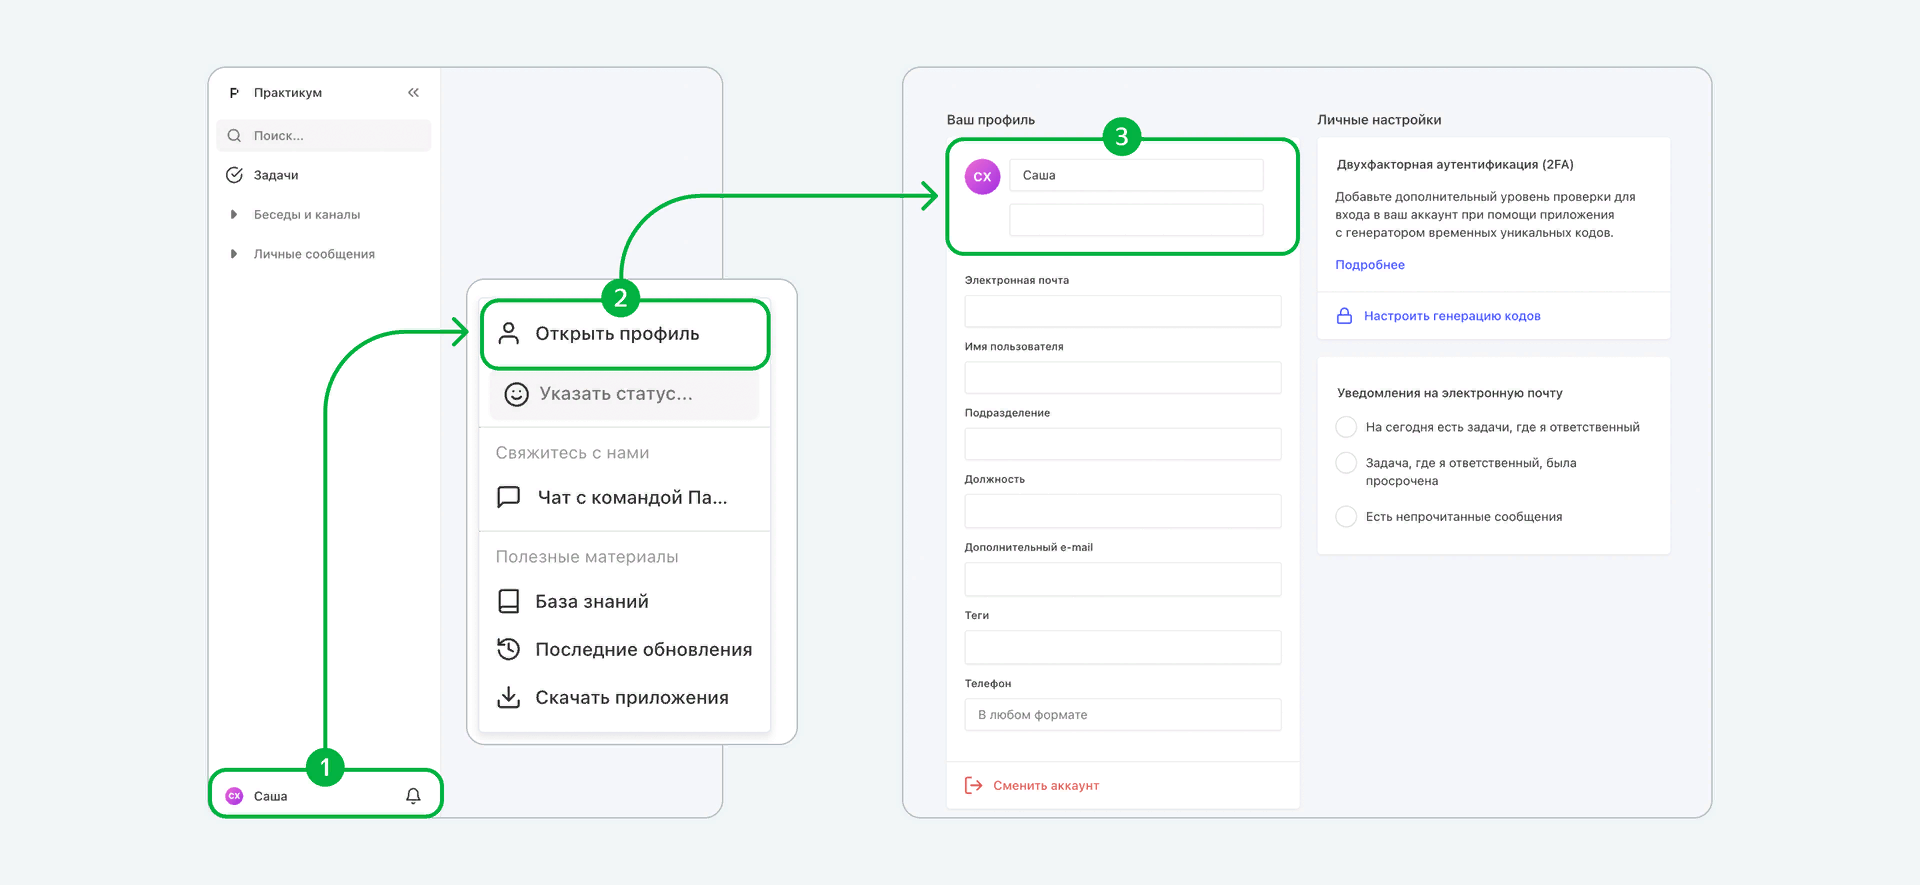 Практикум
Поиск...
Задачи
Беседы и каналы
Личные сообщения
1
СХ
Саша
2
Открыть профиль
Указать статус...
Свяжитесь с нами
Чат с командой Па...
Полезные материалы
База знаний
Последние обновления
Скачать приложения
Ваш профиль
3
СХ
Саша
Электронная почта
Имя пользователя
Подразделение
Должность
Дополнительный e-mail
Теги
Телефон
В любом формате
Сменить аккаунт
Личные настройки
Двухфакторная аутентификация (2FA)
Добавьте дополнительный уровень проверки для
входа в ваш аккаунт при помощи приложения
с генератором временных уникальных кодов.
Подробнее
Настроить генерацию кодов
Уведомления на электронную почту
На сегодня есть задачи, где я ответственный
Задача, где я ответственный, была
просрочена
Есть непрочитанные сообщения